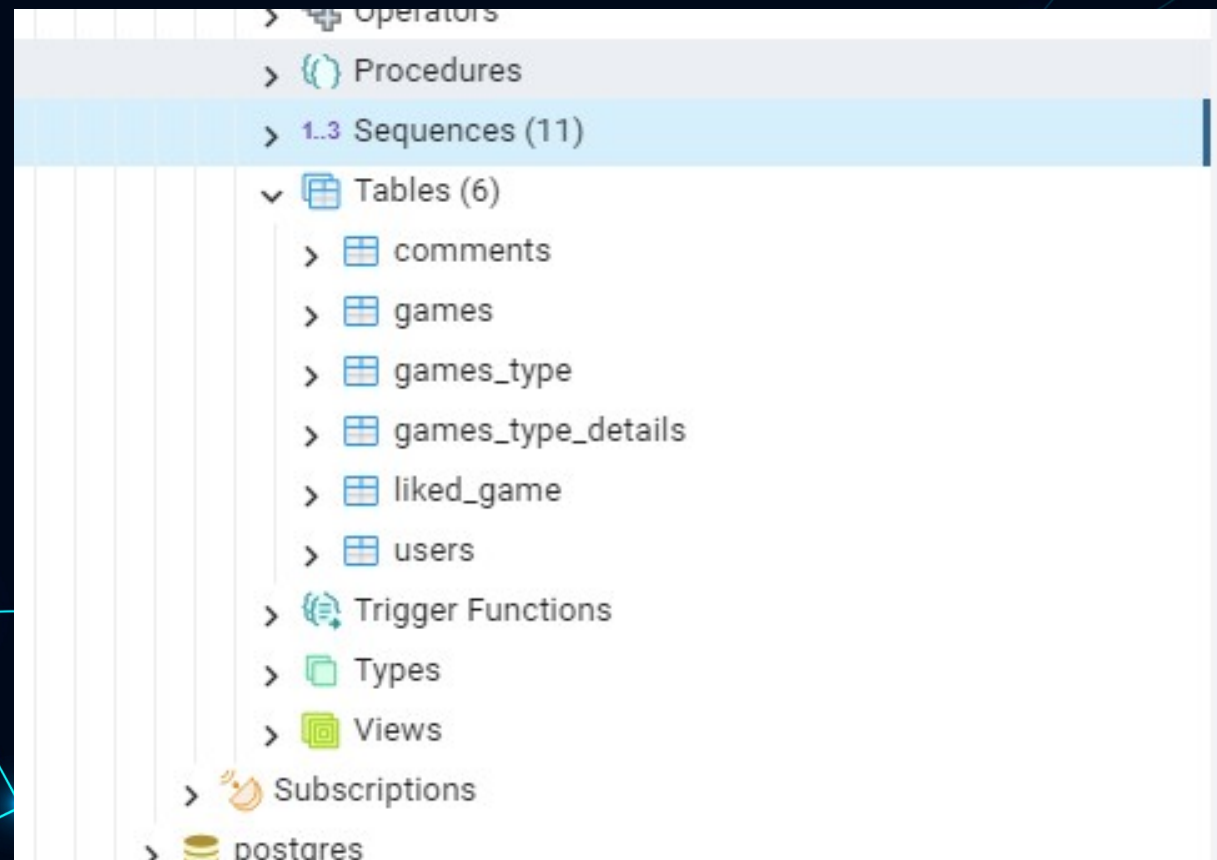 Operators
Procedures
1..3 Sequences (11)
Tables (6)
comments
games
games_type
games_type_details
liked_game
users
Trigger Functions
Types
Views
Subscriptions
postgres